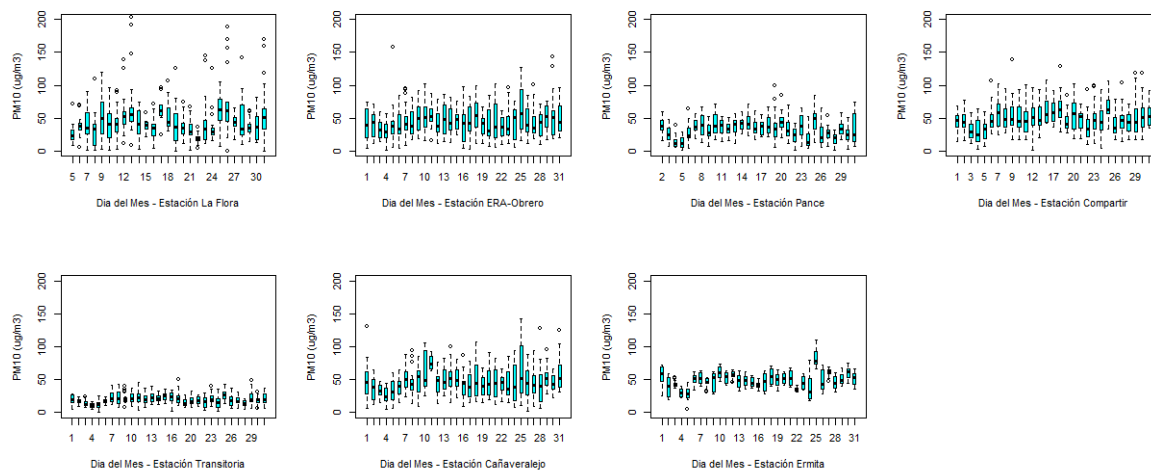 PM10 (ug/m3)
200
150
100
50
0
5 7 9 12 15 18 21 24 27 30
Dia del Mes - Estación La Flora
PM10 (ug/m3)
200
150
100
50
0
1 4 7 10 13 16 19 22 25 28 31
Dia del Mes - Estación ERA-Obrero
PM10 (ug/m3)
200
150
100
50
0
2 5 8 11 14 17 20 23 26 29
Dia del Mes - Estación Pance
PM10 (ug/m3)
200
150
100
50
0
1 3 5 7 9 12 15 17 20 23 26 29
Dia del Mes - Estación Compartir
PM10 (ug/m3)
200
150
100
50
0
1 4 7 10 13 16 20 23 26 29
Dia del Mes - Estación Transitoria
PM10 (ug/m3)
200
150
100
50
0
1 4 7 10 13 16 19 22 25 28 31
Dia del Mes - Estación Cañaveralejo
PM10 (ug/m3)
200
150
100
50
0
1 4 7 10 13 16 19 22 25 28 31
Dia del Mes - Estación Ermita